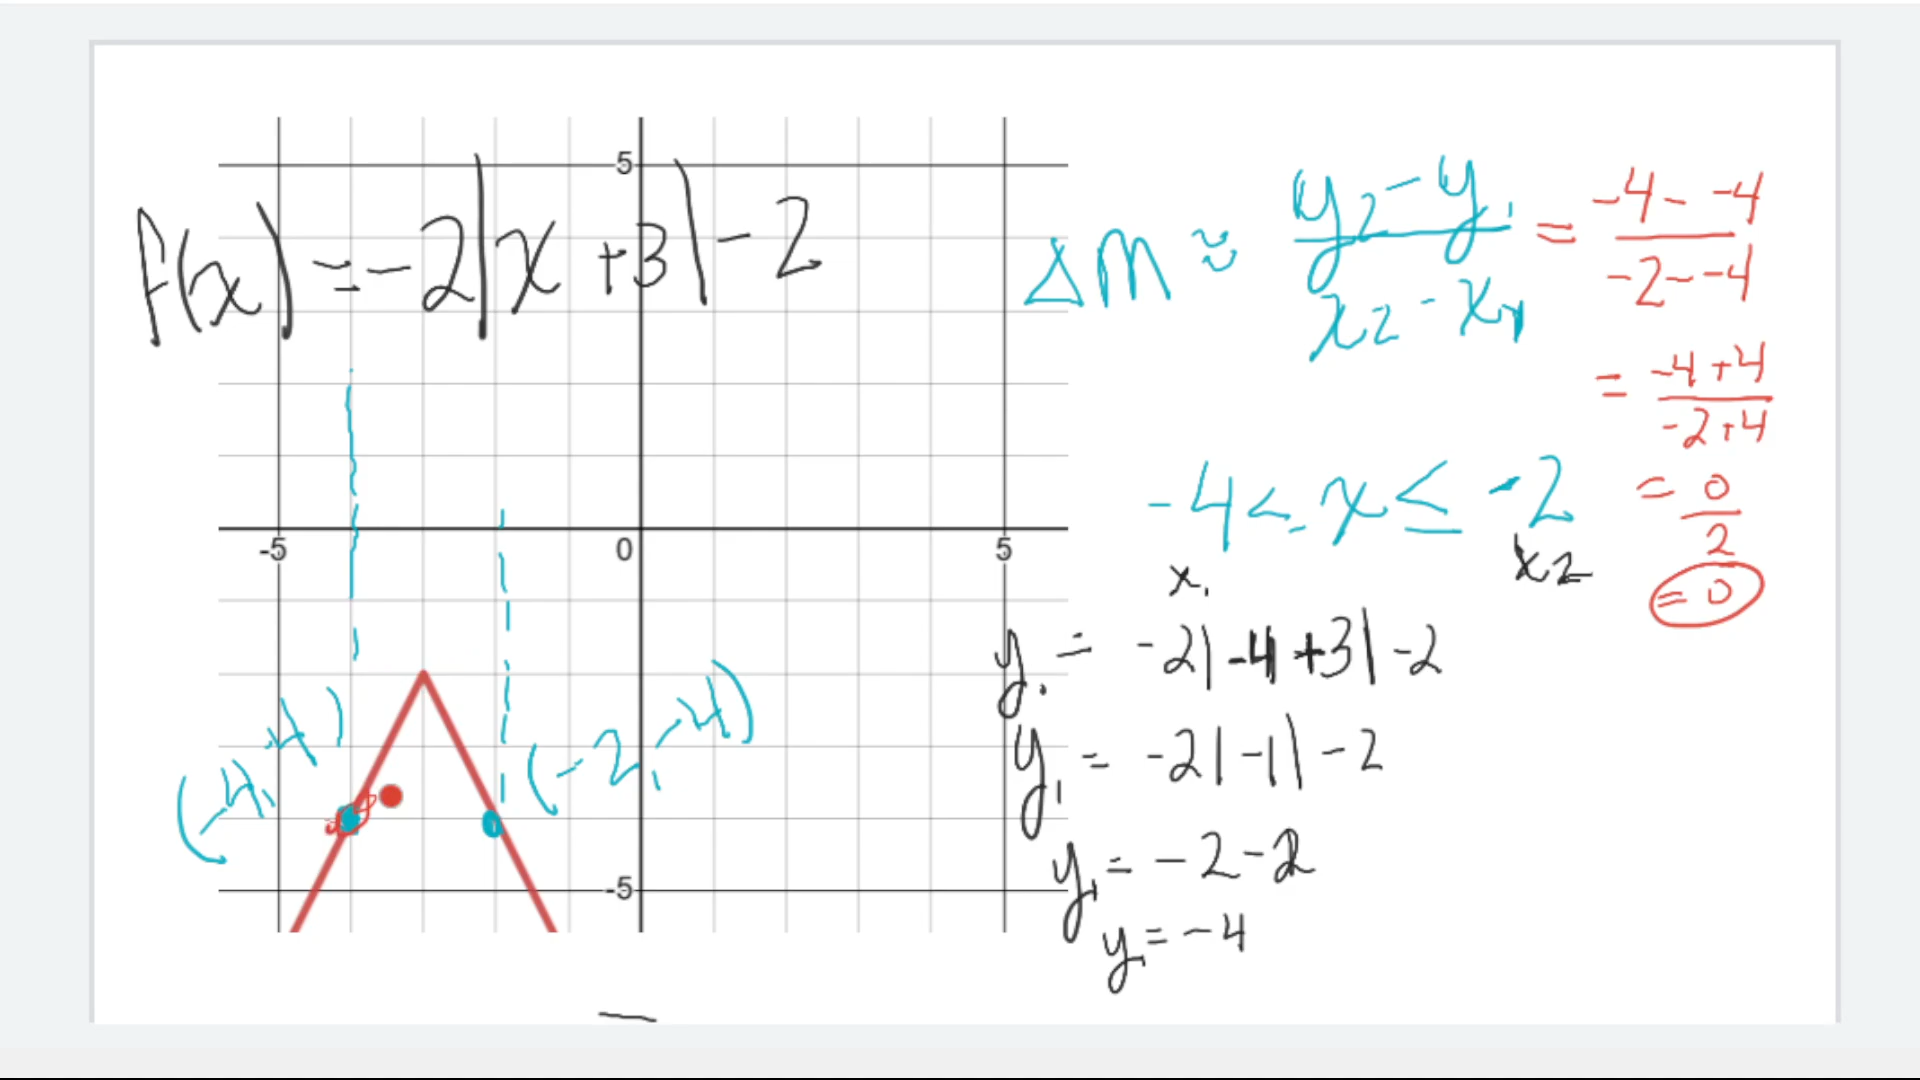 f(x) = -2|x+3|-2
5
-5
0
5
-5
(-4,-4)
(-2,-4)
Δm ≈ y2-y1/x2-x1 = -4--4/-2--4
= -4+4/-2+4
= 0/2
= 0
-4 ≤ x ≤ -2
x1 x2
y1 = -2|-4+3|-2
y1 = -2|-1|-2
y1 = -2-2
y1 = -4